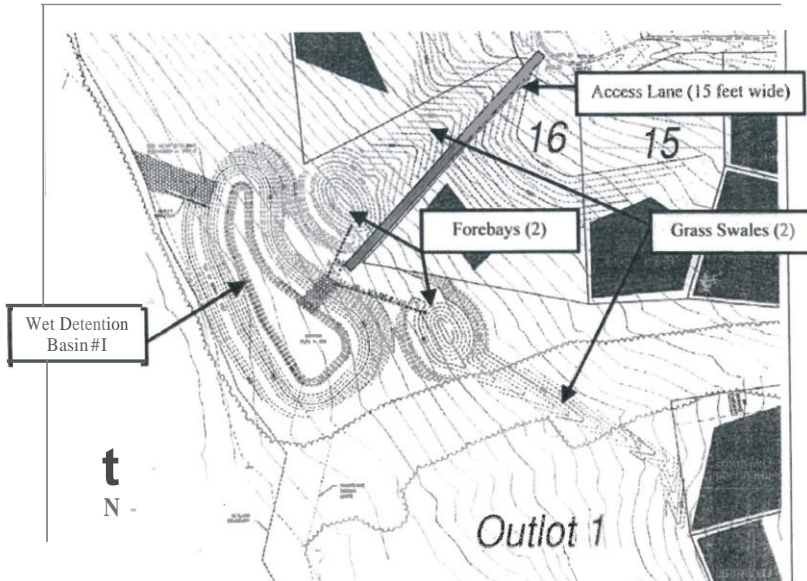 Access Lane (15 feet wide)
16
15
Forebays (2)
Grass Swales (2)
Wet Detention
Basin#I
t
N -
Outlot 1